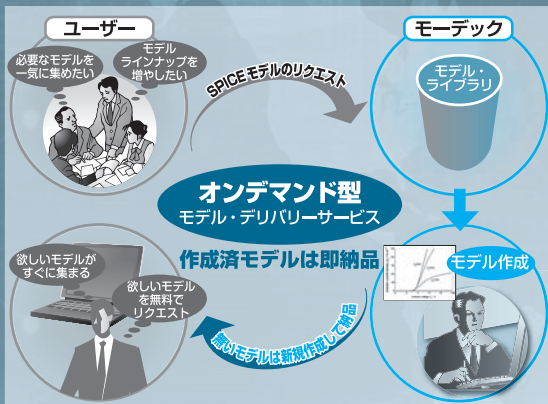 ユーザー
必要なモデルを
一気に集めたい
モデル
ラインナップを
増やしたい
SPICEモデルのリクエスト
モーデック
モデル・
ライブラリ
オンデマンド型
モデル・デリバリーサービス
作成済モデルは即納品
モデル作成
無いモデルは新規作成して納品
欲しいモデルが
すぐに集まる
欲しいモデル
を無料で
リクエスト